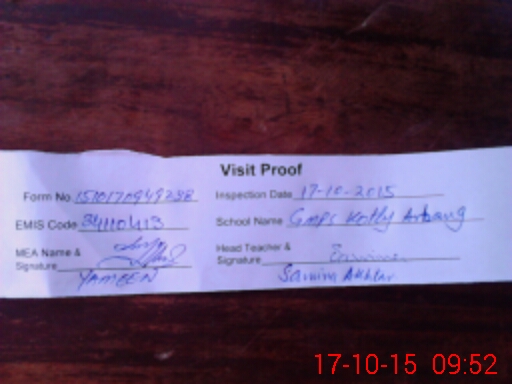 Visit Proof
Form No. 1510170949238 Inspection Date 17-10-2015
EMIS Code 34110413 School Name GMPS Kotly
MEA Name & Signature Head Teacher & Signature
YAMEEN Samina Akhtar
17-10-15 09:52